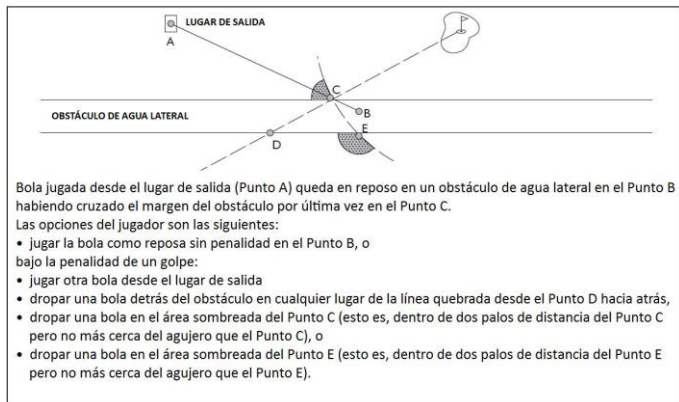 LUGAR DE SALIDA
A
C
B
OBSTÁCULO DE AGUA LATERAL
E
D
Bola jugada desde el lugar de salida (Punto A) queda en reposo en un obstáculo de agua lateral en el Punto B
habiendo cruzado el margen del obstáculo por última vez en el Punto C.
Las opciones del jugador son las siguientes:
• jugar la bola como reposa sin penalidad en el Punto B, o
bajo la penalidad de un golpe:
• jugar otra bola desde el lugar de salida
• dropar una bola detrás del obstáculo en cualquier lugar de la línea quebrada desde el Punto D hacia atrás,
• dropar una bola en el área sombreada del Punto C (esto es, dentro de dos palos de distancia del Punto C
pero no más cerca del agujero que el Punto C), o
• dropar una bola en el área sombreada del Punto E (esto es, dentro de dos palos de distancia del Punto E
pero no más cerca del agujero que el Punto E).